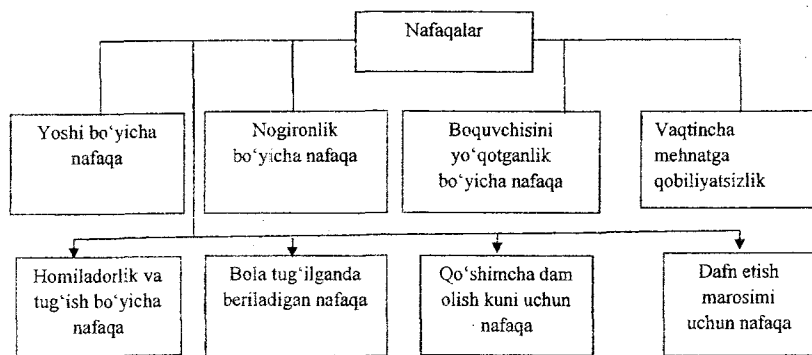 Nafaqalar
Yoshi bo‘yicha
nafaqa
Nogironlik
bo‘yicha nafaqa
Boquvchisini
yo‘qotganlik
bo‘yicha nafaqa
Vaqtincha
mehnatga
qobiliyatsizlik
Homiladorlik va
tug‘ish bo‘yicha
nafaqa
Bola tug‘ilganda
beriladigan nafaqa
Qo‘shimcha dam
olish kuni uchun
nafaqa
Dafn etish
marosimi
uchun nafaqa